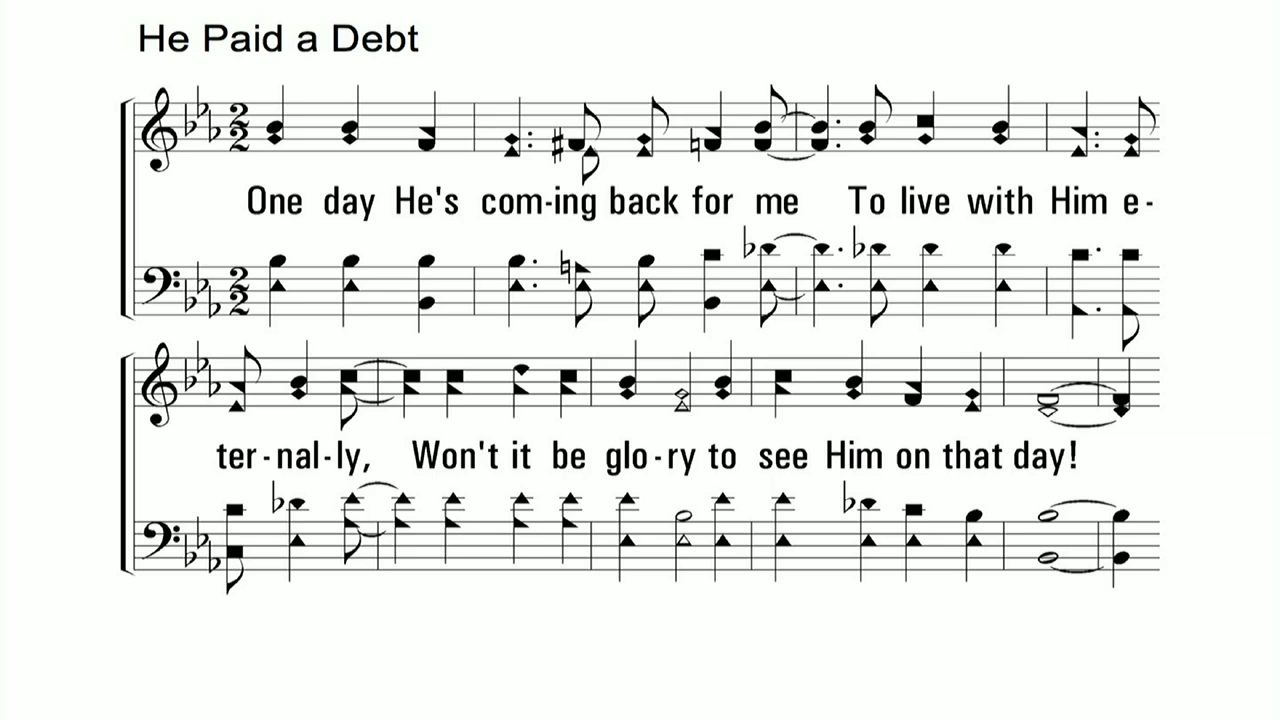 He Paid a Debt
One day He's com-ing back for me To live with Him e-
ter-nal-ly, Won't it be glo-ry to see Him on that day!